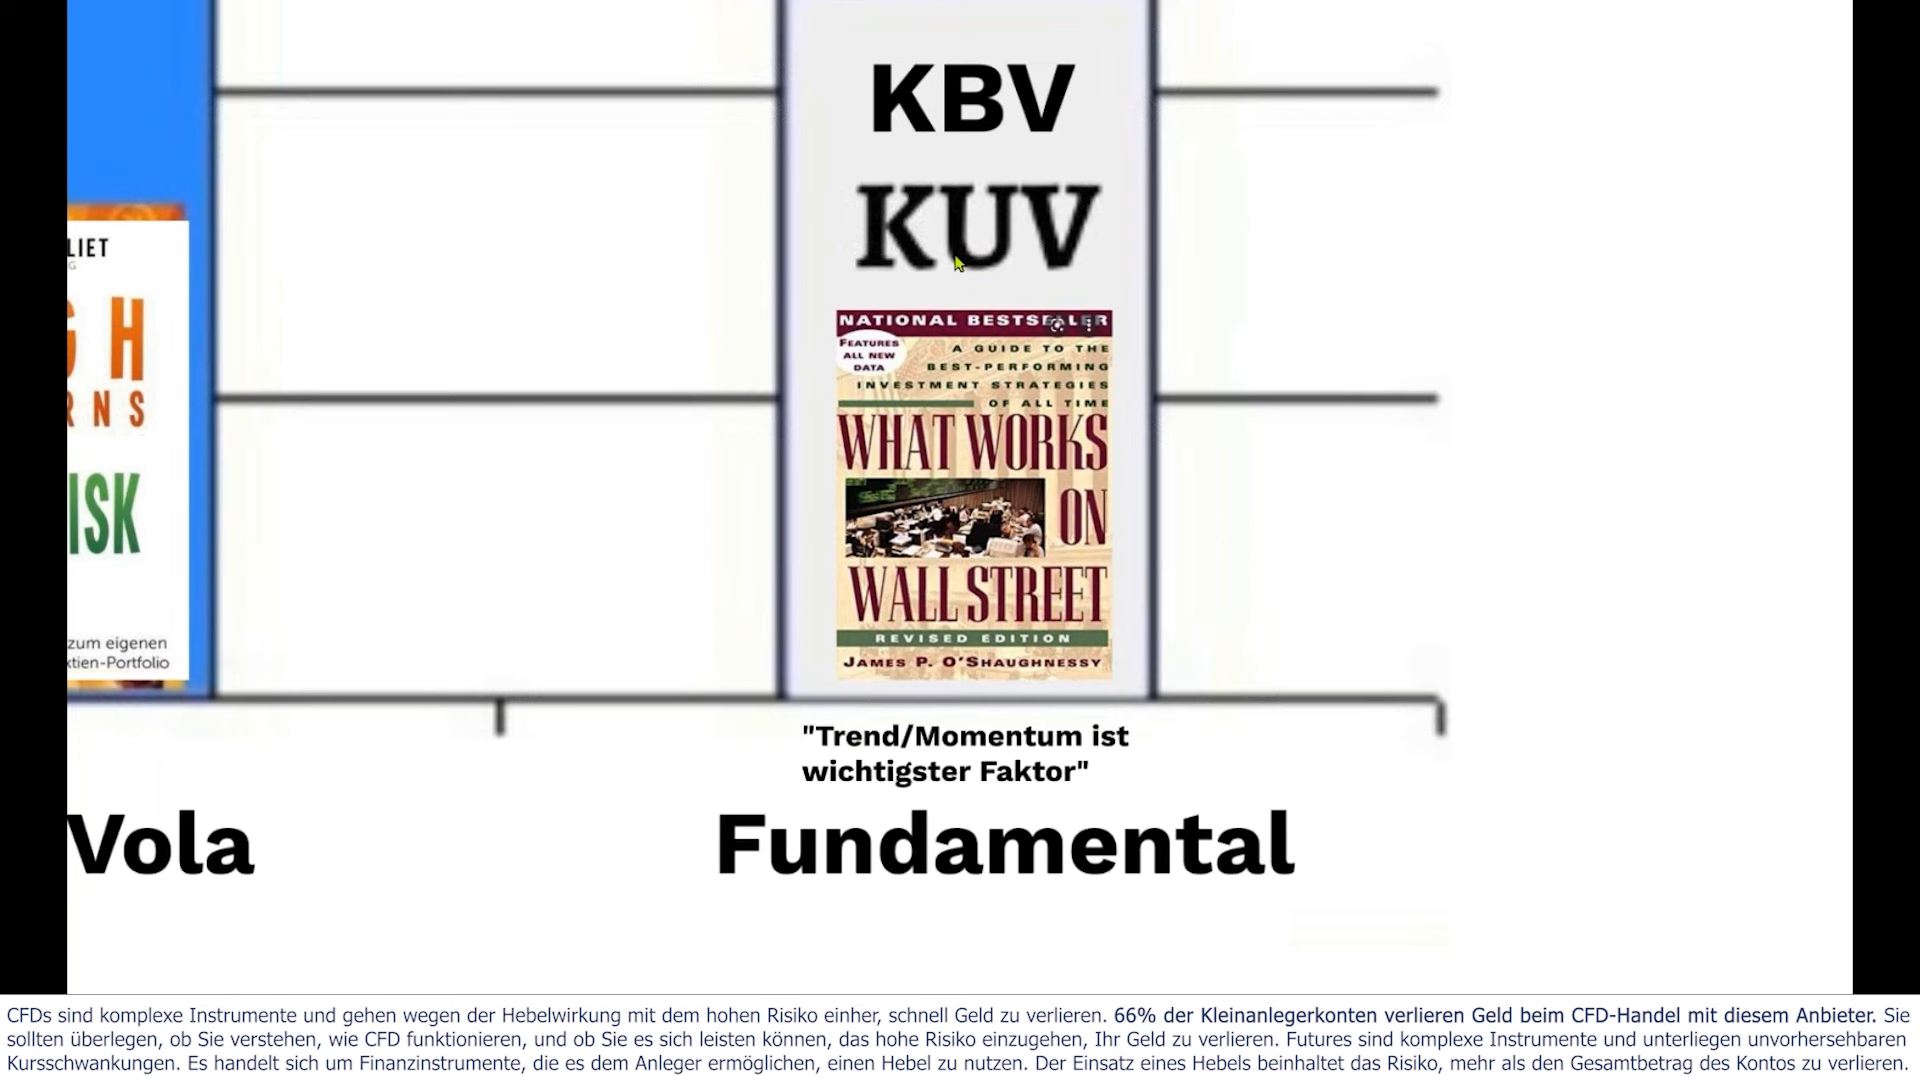 KBV
KUV
LIET
G
GH
RNS
ISK
zum eigenen
ktien-Portfolio
NATIONAL BESTSELLER
FEATURES
ALL NEW
DATA
A GUIDE TO THE
BEST-PERFORMING
INVESTMENT STRATEGIES
OF ALL TIME
WHAT WORKS
ON
WALL STREET
REVISED EDITION
JAMES P. O'SHAUGHNESSY
"Trend/Momentum ist
wichtigster Faktor"
Vola
Fundamental
CFDs sind komplexe Instrumente und gehen wegen der Hebelwirkung mit dem hohen Risiko einher, schnell Geld zu verlieren. 66% der Kleinanlegerkonten verlieren Geld beim CFD-Handel mit diesem Anbieter. Sie
sollten überlegen, ob Sie verstehen, wie CFD funktionieren, und ob Sie es sich leisten können, das hohe Risiko einzugehen, Ihr Geld zu verlieren. Futures sind komplexe Instrumente und unterliegen unvorhersehbaren
Kursschwankungen. Es handelt sich um Finanzinstrumente, die es dem Anleger ermöglichen, einen Hebel zu nutzen. Der Einsatz eines Hebels beinhaltet das Risiko, mehr als den Gesamtbetrag des Kontos zu verlieren.